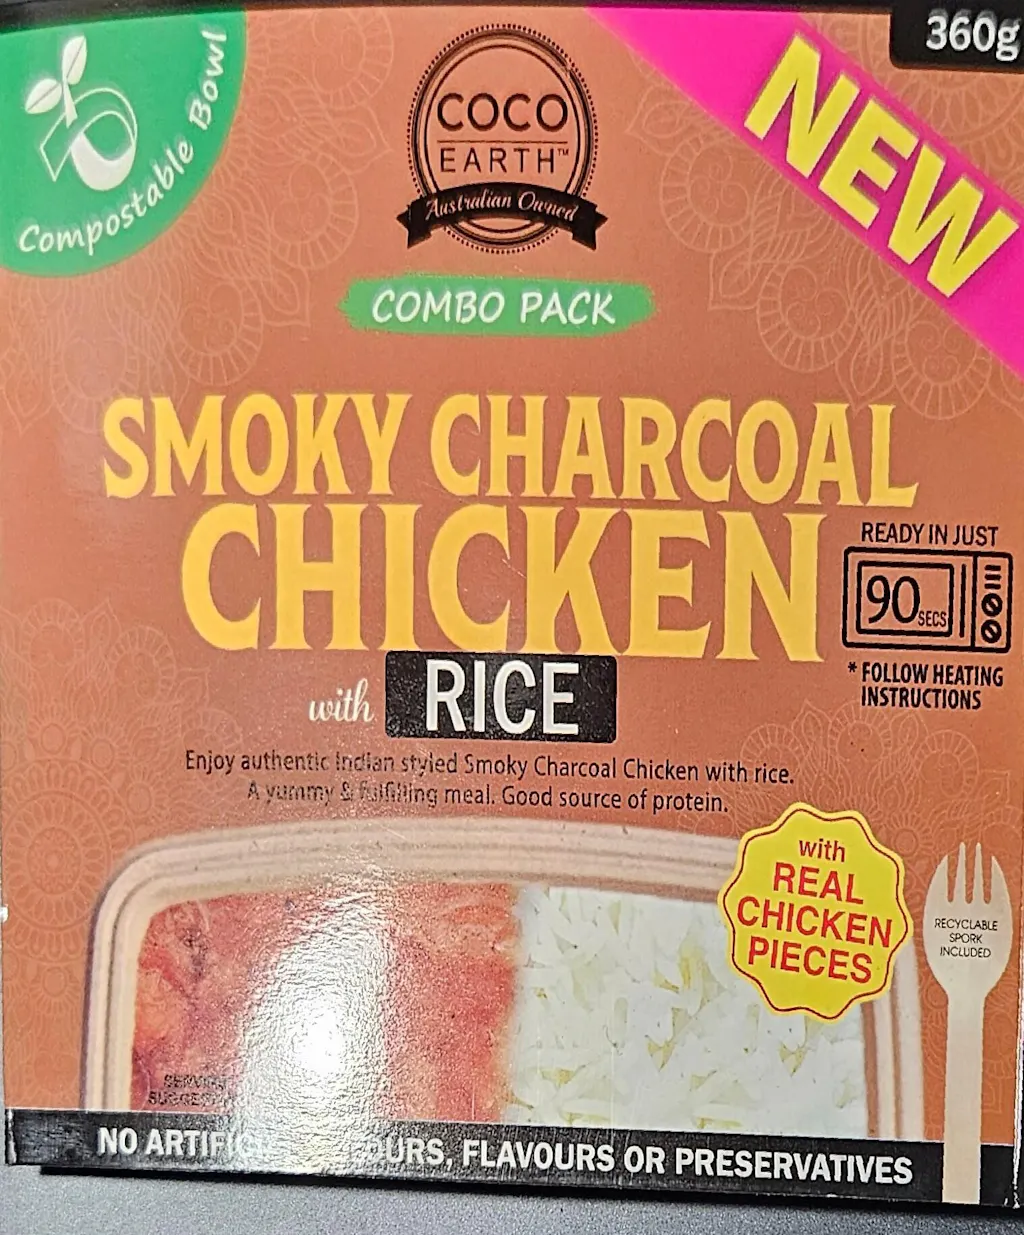 360g
Compostable Bowl
COCO
EARTH™
Australian Owned
NEW
COMBO PACK
SMOKY CHARCOAL
CHICKEN
with RICE
READY IN JUST
90 SECS
* FOLLOW HEATING
INSTRUCTIONS
Enjoy authentic Indian styled Smoky Charcoal Chicken with rice.
A yummy & fulfilling meal. Good source of protein.
with
REAL
CHICKEN
PIECES
RECYCLABLE
SPORK
INCLUDED
NO FLAVOURS OR PRESERVATIVES